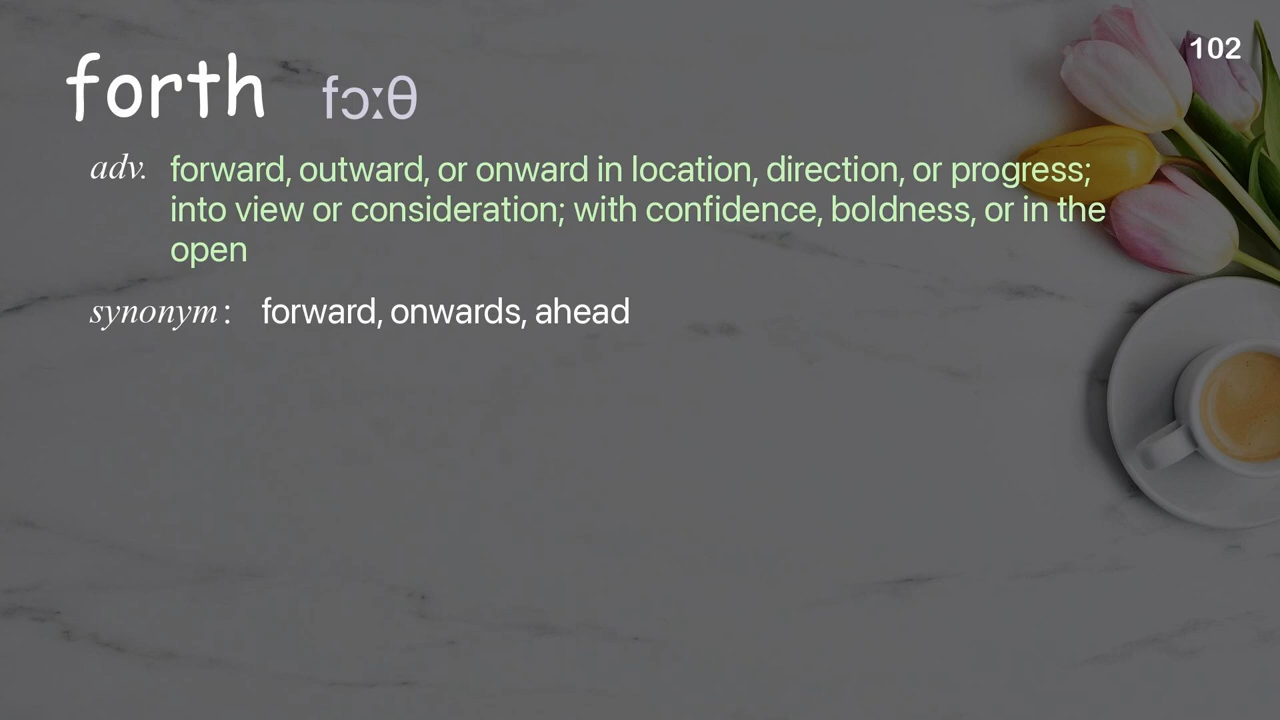 102
forth fɔːθ
adv. forward, outward, or onward in location, direction, or progress;
into view or consideration; with confidence, boldness, or in the
open
synonym: forward, onwards, ahead